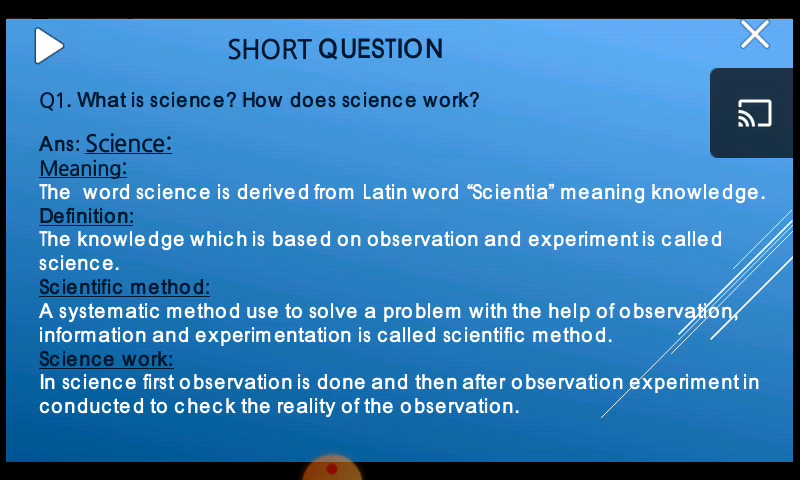 SHORT QUESTION
Q1. What is science? How does science work?
Ans: Science:
Meaning:
The word science is derived from Latin word “Scientia” meaning knowledge.
Definition:
The knowledge which is based on observation and experiment is called
science.
Scientific method:
A systematic method use to solve a problem with the help of observation,
information and experimentation is called scientific method.
Science work:
In science first observation is done and then after observation experiment in
conducted to check the reality of the observation.